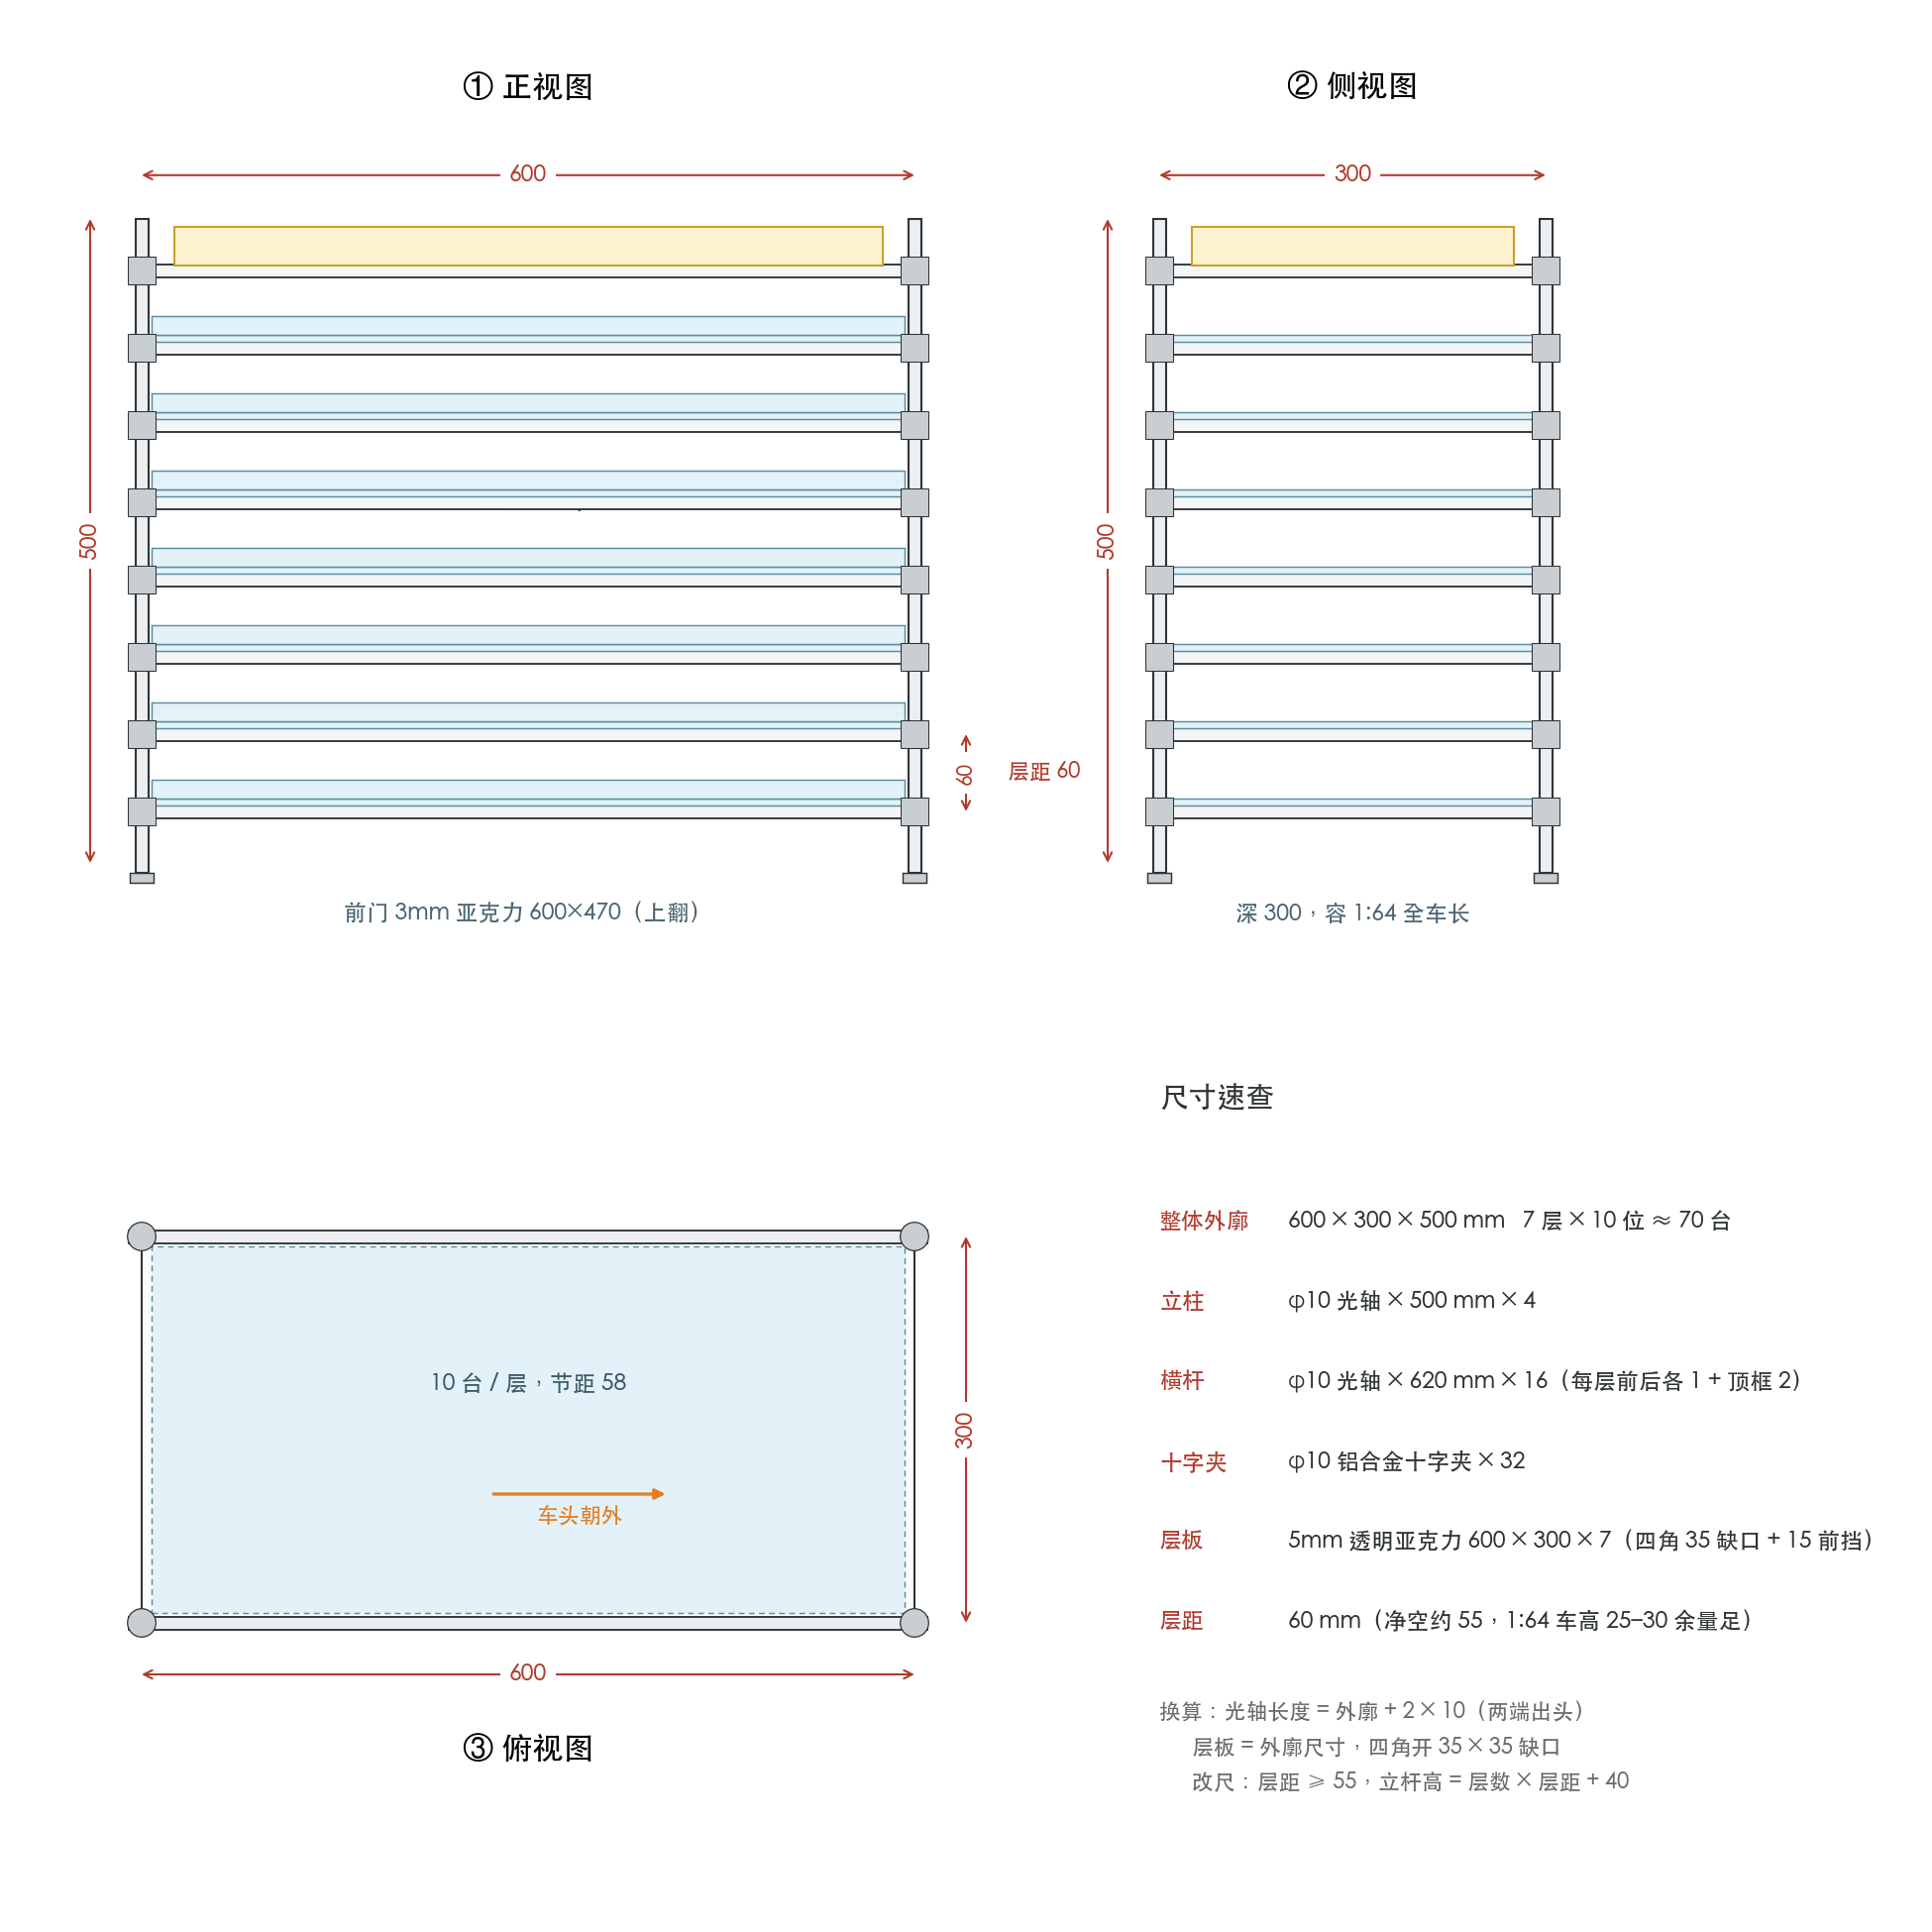 ① 正视图
② 侧视图
600
300
500
500
60
层距 60
前门 3mm 亚克力 600×470（上翻）
深 300，容 1:64 全车长
尺寸速查
整体外廓 600 × 300 × 500 mm 7 层 × 10 位 ≈ 70 台
立柱 φ10 光轴 × 500 mm × 4
横杆 φ10 光轴 × 620 mm × 16（每层前后各 1 + 顶框 2）
十字夹 φ10 铝合金十字夹 × 32
层板 5mm 透明亚克力 600 × 300 × 7（四角 35 缺口 + 15 前挡）
层距 60 mm（净空约 55，1:64 车高 25–30 余量足）
换算：光轴长度 = 外廓 + 2 × 10（两端出头）
层板 = 外廓尺寸，四角开 35 × 35 缺口
改尺：层距 ≥ 55，立杆高 = 层数 × 层距 + 40
10 台 / 层，节距 58
车头朝外
300
600
③ 俯视图